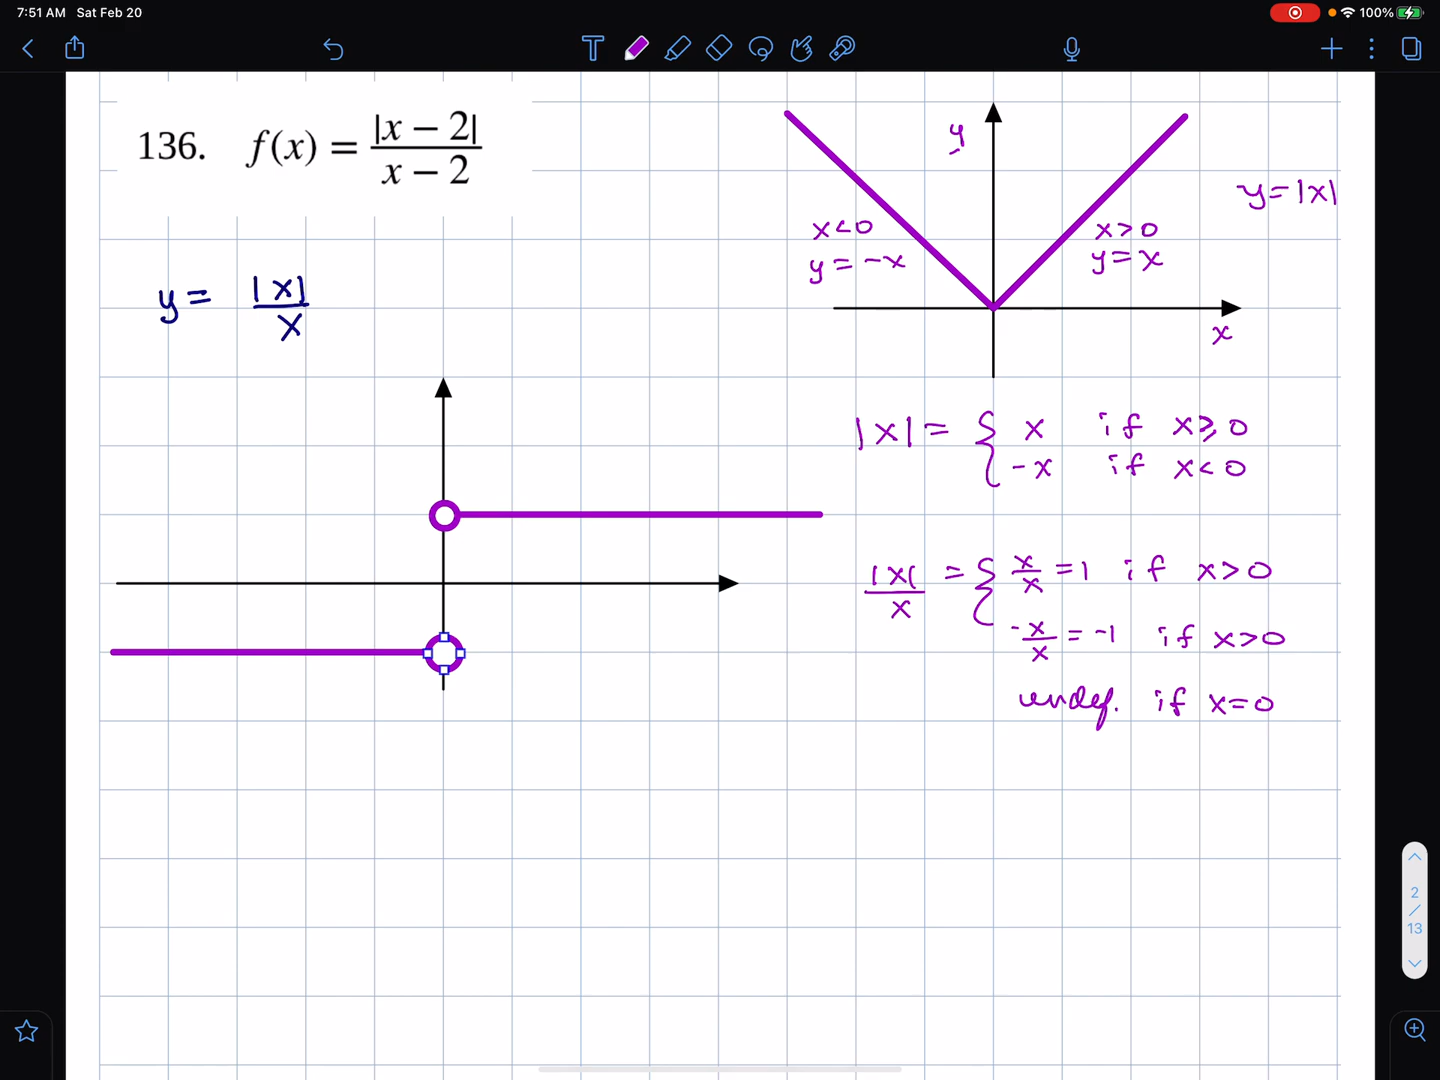 7:51 AM Sat Feb 20
100%
136. f(x) = |x − 2| / x − 2
y = |x| / x
y
y = |x|
x < 0
y = -x
x > 0
y = x
x
|x| = { x if x ≥ 0
-x if x < 0
|x| / x = { x/x = 1 if x > 0
-x/x = -1 if x > 0
undef. if x = 0
2
/
13